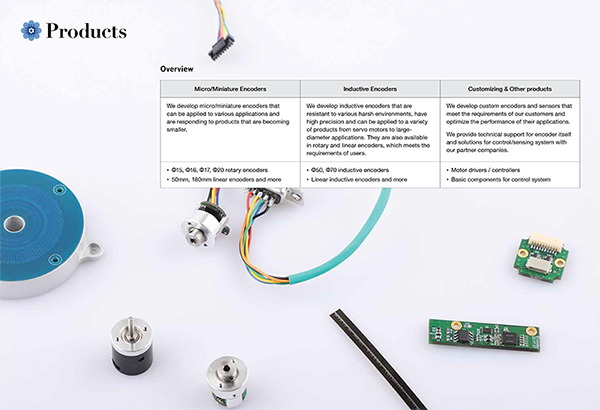 Products
Overview
Micro/Miniature Encoders
Inductive Encoders
Customizing & Other products
We develop micro/miniature encoders that
can be applied to various applications and
are responding to products that are becoming
smaller.
We develop inductive encoders that are
resistant to various harsh environments, have
high precision and can be applied to a variety
of products from servo motors to large-
diameter applications. They are also available
in rotary and linear encoders, which meets the
requirements of users.
We develop custom encoders and sensors that
meet the requirements of our customers and
optimize the performance of their applications.
We provide technical support for encoder itself
and solutions for control/sensing system with
our partner companies.
• Φ15, Φ16, Φ17, Φ20 rotary encoders
• 50mm, 180mm linear encoders and more
• Φ50, Φ70 inductive encoders
• Linear inductive encoders and more
• Motor drivers / controllers
• Basic components for control system